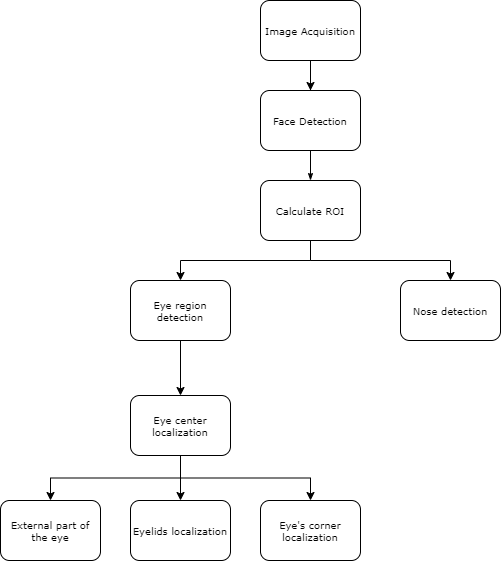 Image Acquisition
Face Detection
Calculate ROI
Eye region
detection
Nose detection
Eye center
localization
External part of
the eye
Eyelids localization
Eye's corner
localization